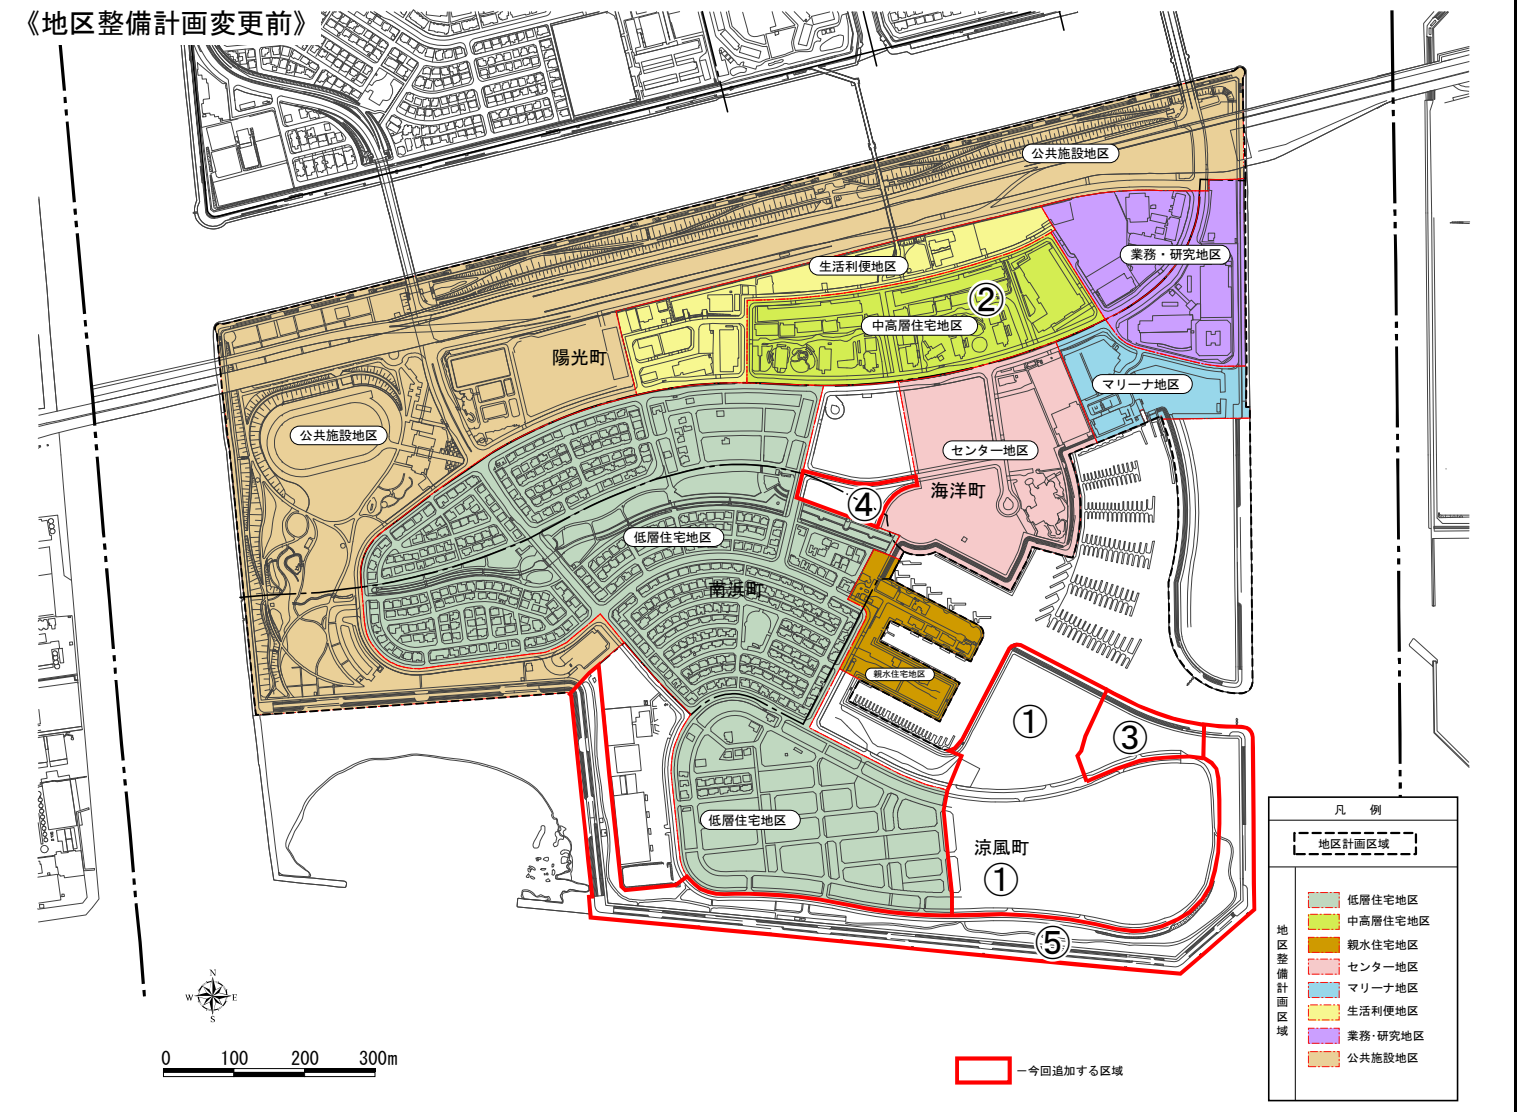 《地区整備計画変更前》
公共施設地区
業務・研究地区
生活利便地区
②
中高層住宅地区
陽光町
マリーナ地区
公共施設地区
センター地区
海洋町
④
低層住宅地区
南浜町
親水住宅地区
①
③
低層住宅地区
涼風町
①
⑤
凡 例
地区計画区域
地区整備計画区域
低層住宅地区
中高層住宅地区
親水住宅地区
センター地区
マリーナ地区
生活利便地区
業務・研究地区
公共施設地区
N
W E
S
0 100 200 300m
－今回追加する区域